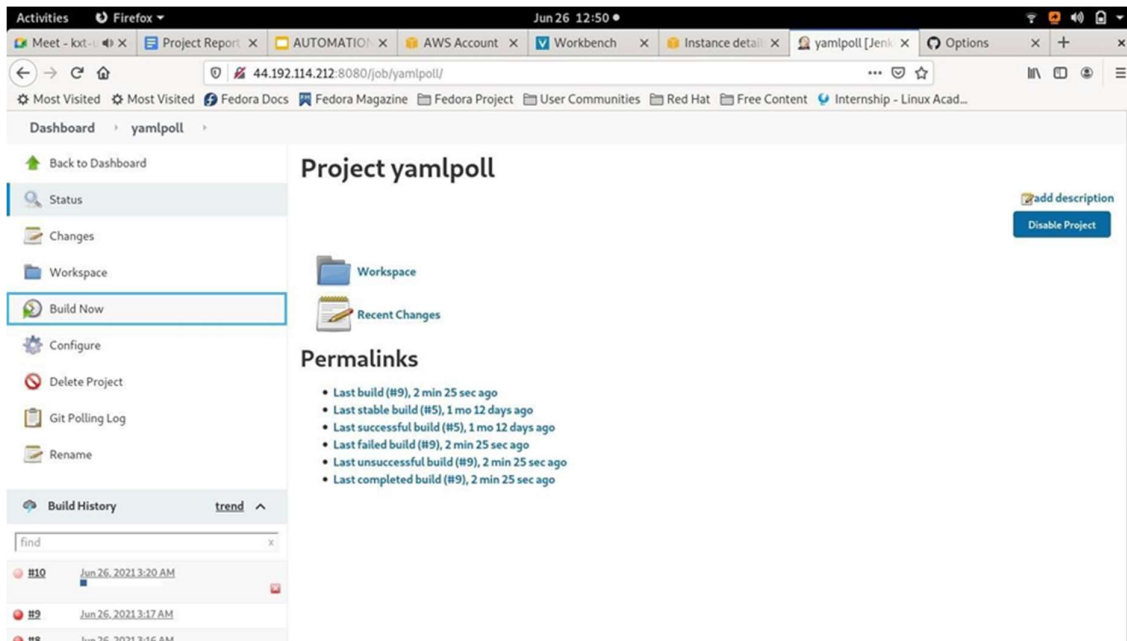 Activities Firefox Jun 26 12:50
Meet - kxt-u Project Report AUTOMATION AWS Account Workbench Instance detail yamlpoll [Jenk Options
44.192.114.212:8080/job/yamlpoll/
Most Visited Most Visited Fedora Docs Fedora Magazine Fedora Project User Communities Red Hat Free Content Internship - Linux Acad...
Dashboard yamlpoll
Back to Dashboard
Status
Changes
Workspace
Build Now
Configure
Delete Project
Git Polling Log
Rename
Build History trend
find x
#10 Jun 26, 2021 3:20 AM
#9 Jun 26, 2021 3:17 AM
#8 Jun 26, 2021 3:16 AM
Project yamlpoll
add description
Disable Project
Workspace
Recent Changes
Permalinks
Last build (#9), 2 min 25 sec ago
Last stable build (#5), 1 mo 12 days ago
Last successful build (#5), 1 mo 12 days ago
Last failed build (#9), 2 min 25 sec ago
Last unsuccessful build (#9), 2 min 25 sec ago
Last completed build (#9), 2 min 25 sec ago